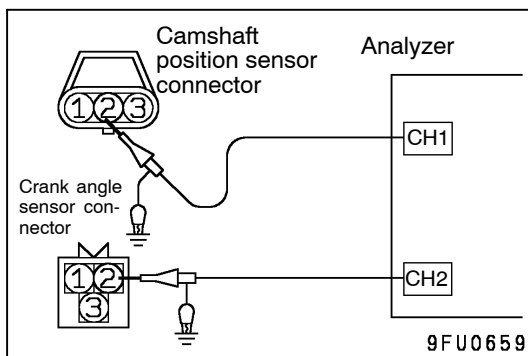 Camshaft
position sensor
connector
Analyzer
1 2 3
CH1
Crank angle
sensor con-
nector
1 2
3
CH2
9FU0659